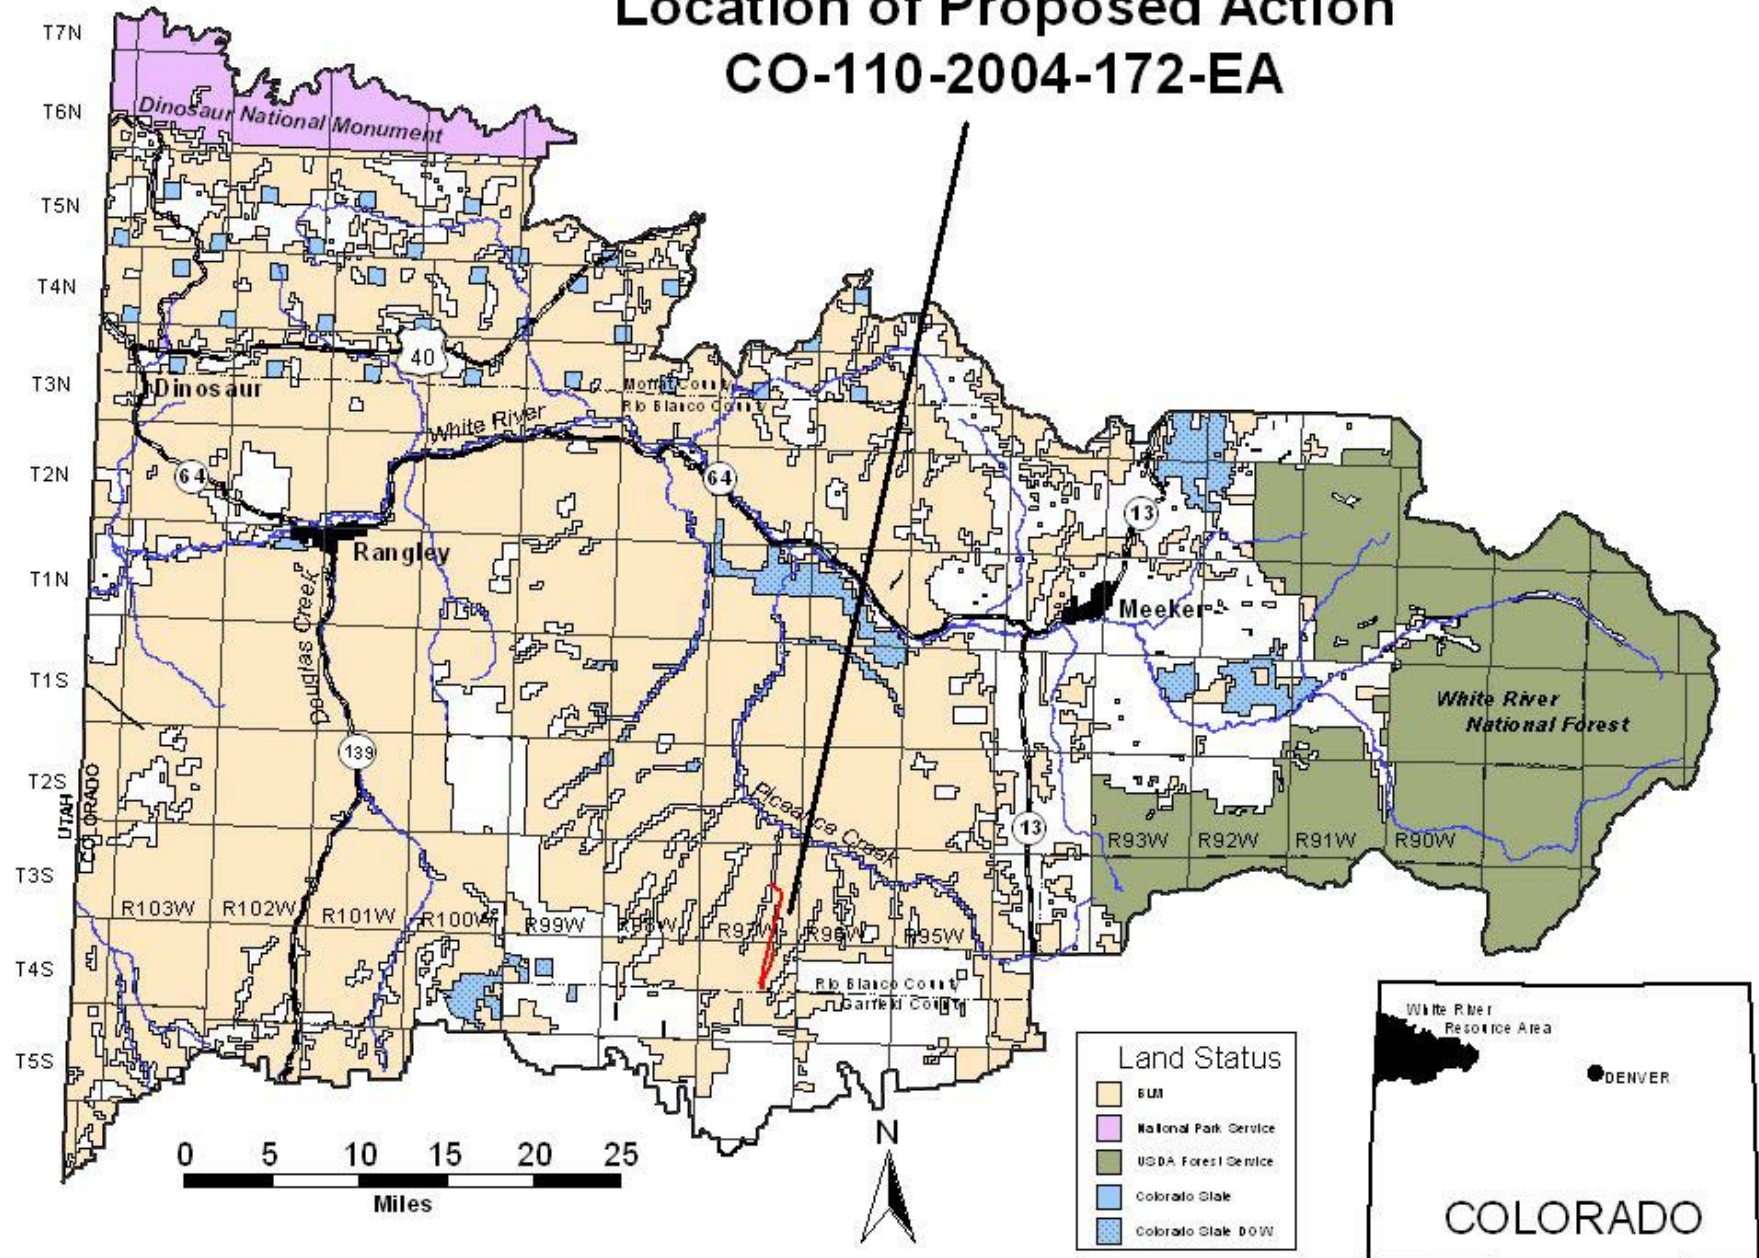 Location of Proposed Action
CO-110-2004-172-EA
T7N
T6N
T5N
T4N
T3N
T2N
T1N
T1S
T2S
T3S
T4S
T5S
Dinosaur National Monument
40
Dinosaur
Moffat County
Rio Blanco County
White River
64
64
13
Rangley
Meeker
Douglas Creek
139
White River
National Forest
UTAH
COLORADO
Piceance Creek
13
R93W
R92W
R91W
R90W
R103W
R102W
R101W
R100W
R99W
R98W
R97W
R96W
R95W
Rio Blanco County
Garfield County
0 5 10 15 20 25
Miles
N
Land Status
BLM
National Park Service
USDA Forest Service
Colorado State
Colorado State DOW
White River
Resource Area
DENVER
COLORADO